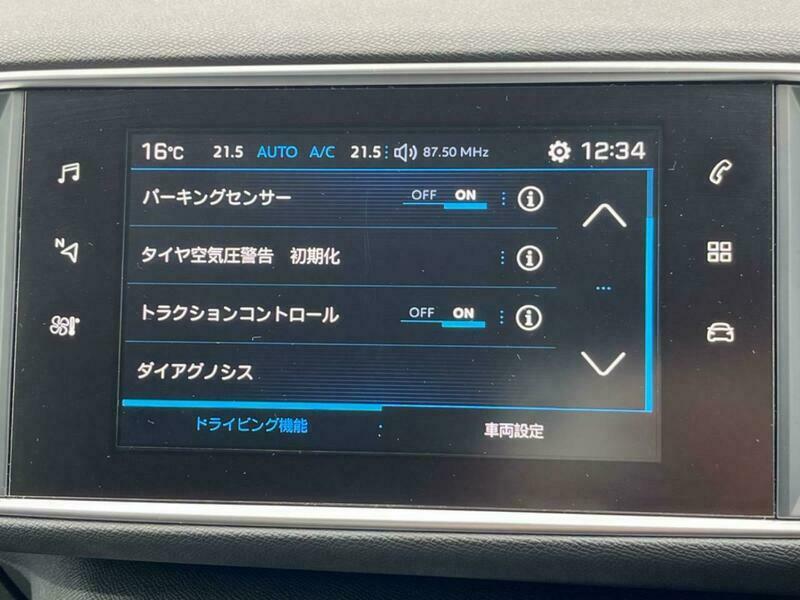 16°C 21.5 AUTO A/C 21.5 87.50 MHz 12:34
パーキングセンサー OFF ON
タイヤ空気圧警告 初期化
トラクションコントロール OFF ON
ダイアグノシス
ドライビング機能 車両設定
N